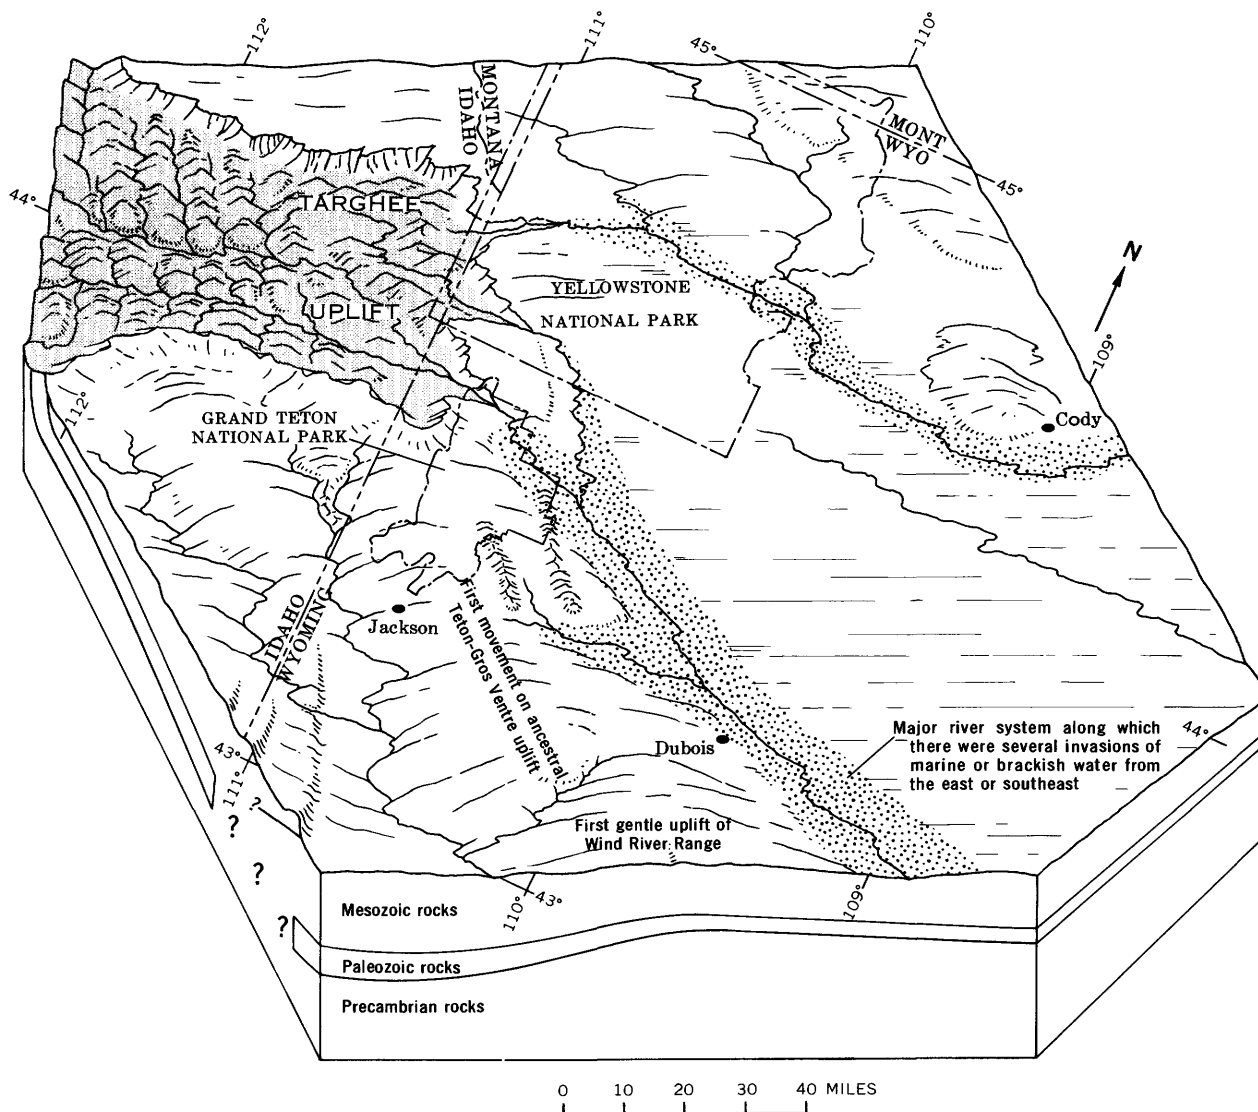 112°
111°
45°
110°
MONTANA
IDAHO
MONT
WYO
44°
45°
TARGHEE
N
YELLOWSTONE
UPLIFT
NATIONAL PARK
109°
112°
GRAND TETON
NATIONAL PARK
Cody
IDAHO
WYOMING
Jackson
First movement on ancestral
Teton-Gros Ventre uplift
Dubois
Major river system along which
there were several invasions of
marine or brackish water from
the east or southeast
44°
43°
111°
?
?
First gentle uplift of
Wind River Range
?
110°
43°
109°
Mesozoic rocks
?
Paleozoic rocks
Precambrian rocks
0 10 20 30 40 MILES